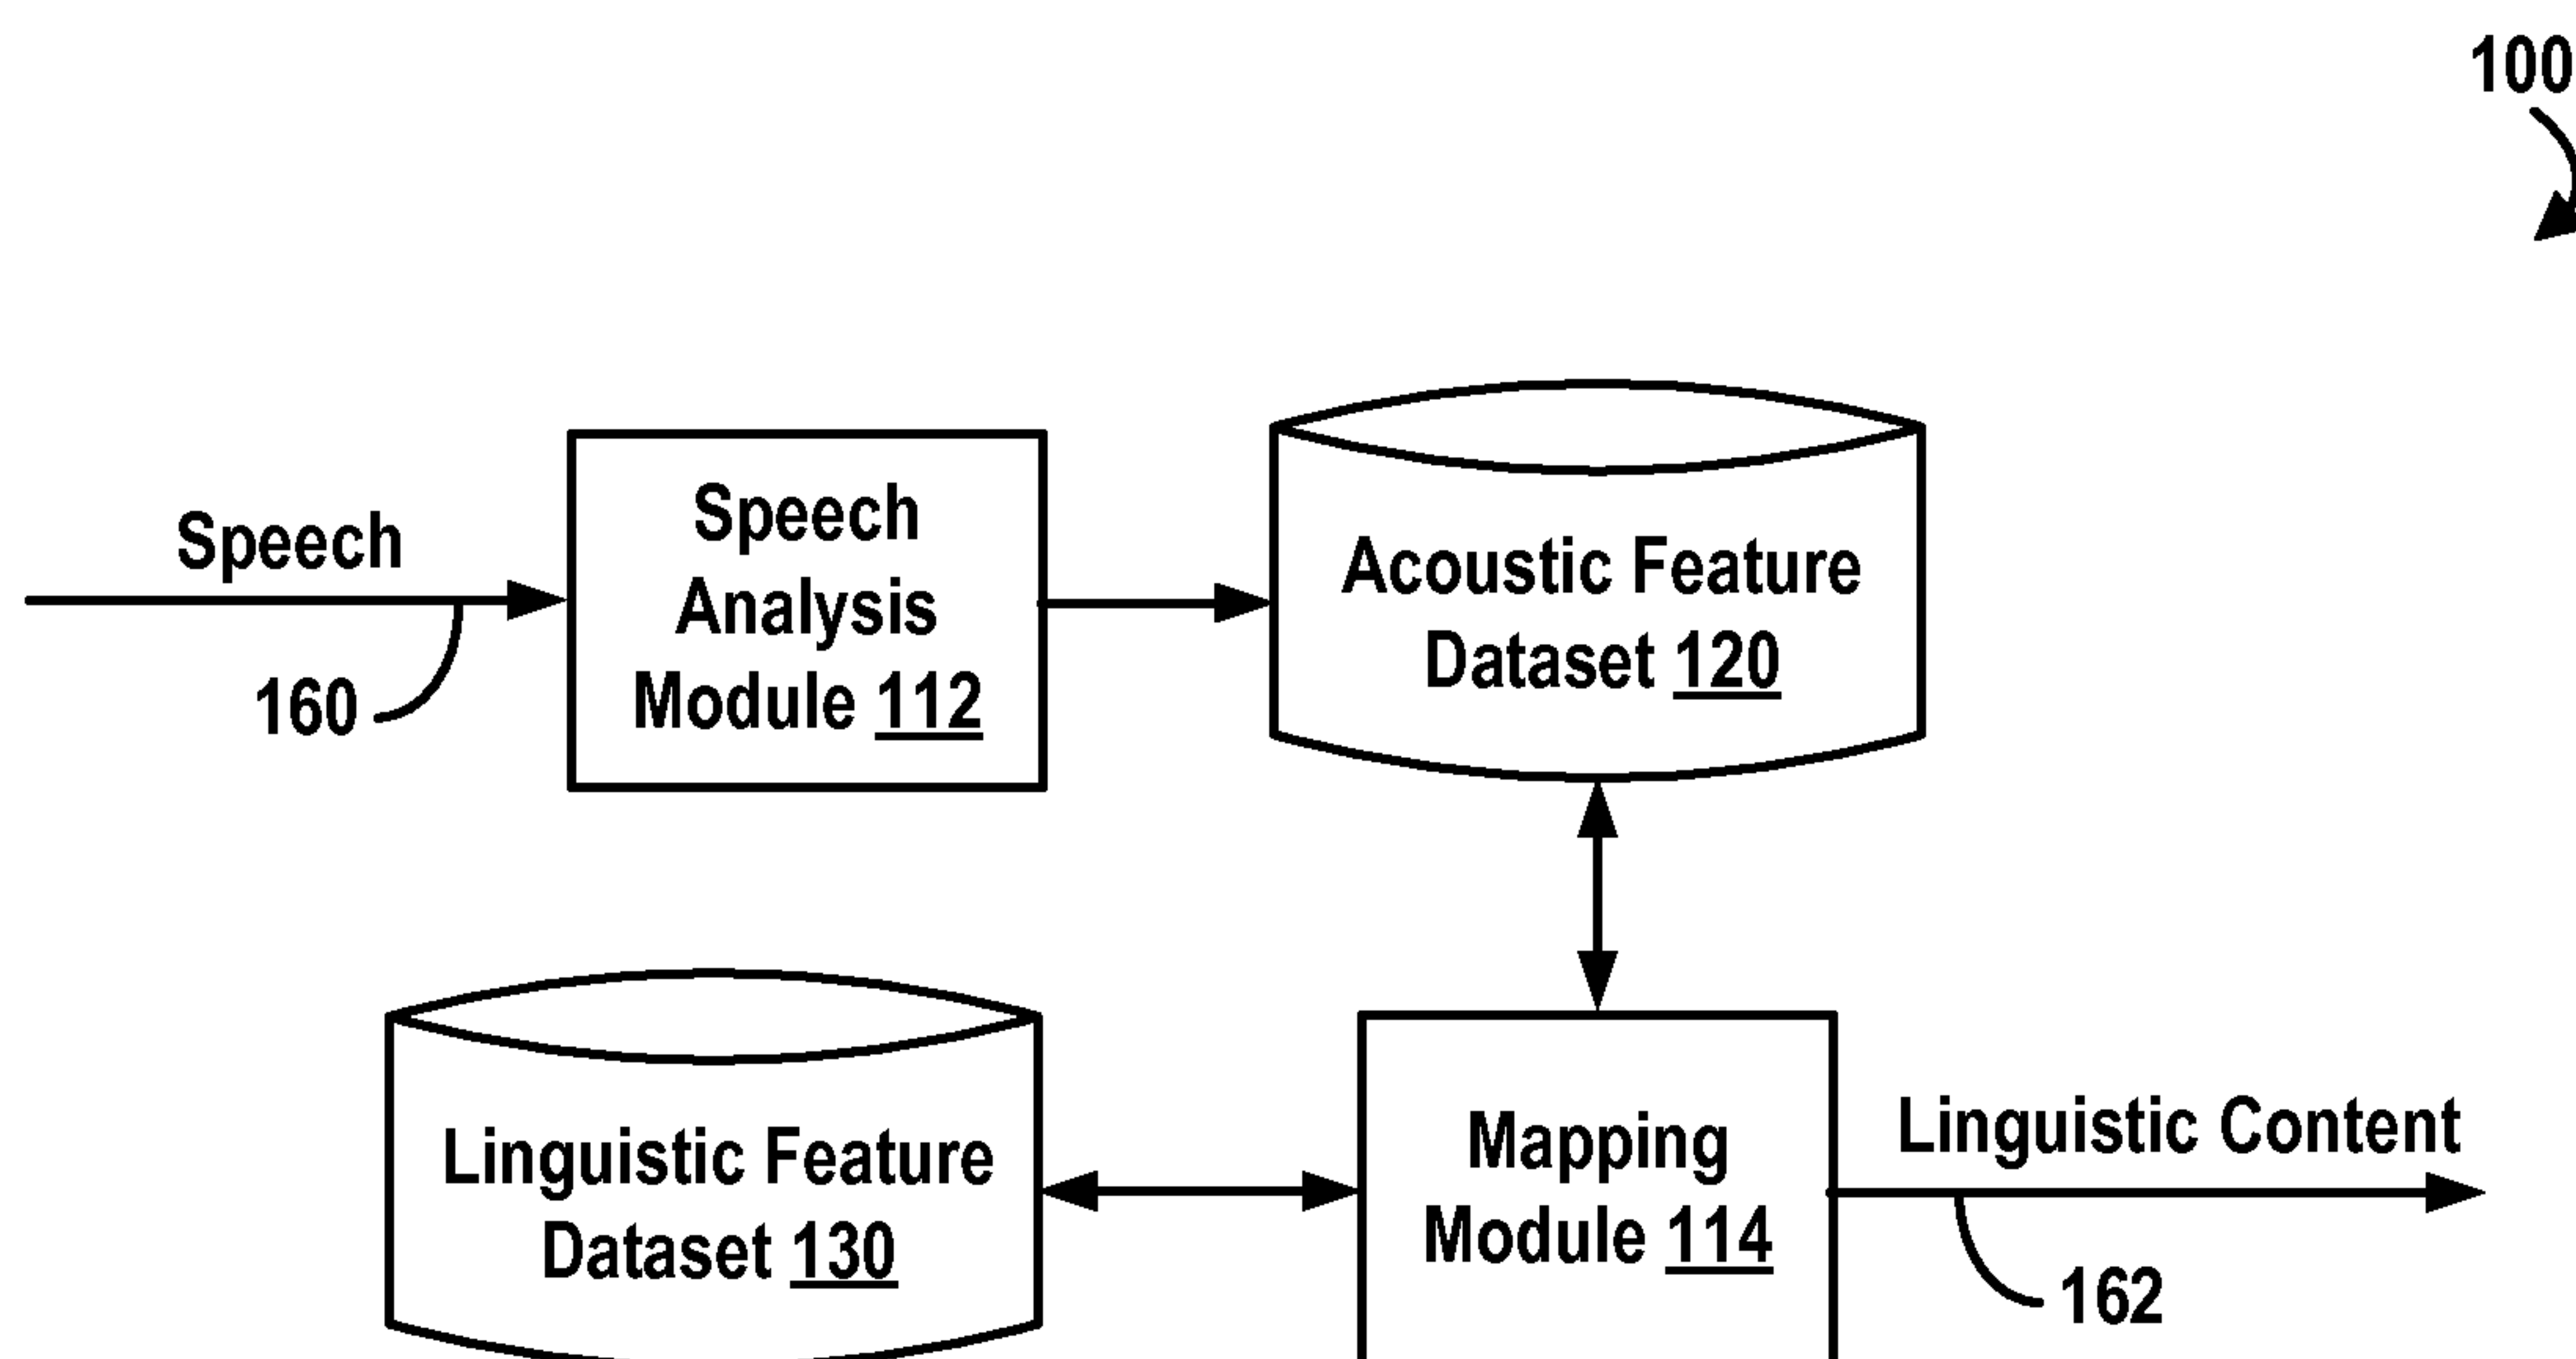 100
Speech
160
Speech
Analysis
Module 112
Acoustic Feature
Dataset 120
Linguistic Feature
Dataset 130
Mapping
Module 114
Linguistic Content
162